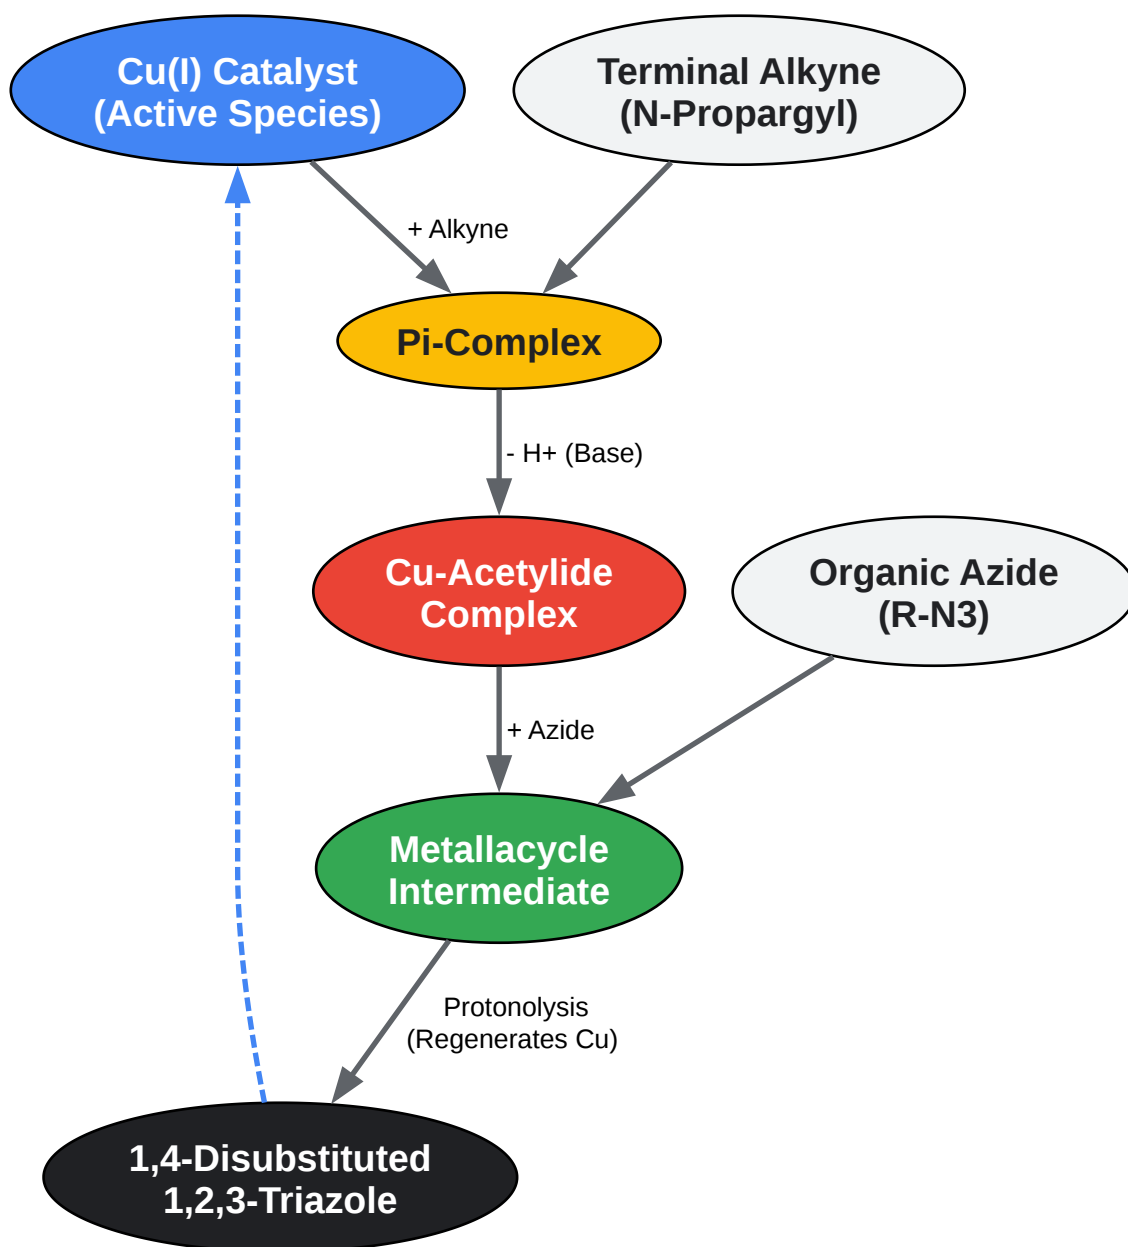 Cu(I) Catalyst
(Active Species)
Terminal Alkyne
(N-Propargyl)
+ Alkyne
Pi-Complex
- H+ (Base)
Cu-Acetylide
Complex
Organic Azide
(R-N3)
+ Azide
Metallacycle
Intermediate
Protonolysis
(Regenerates Cu)
1,4-Disubstituted
1,2,3-Triazole